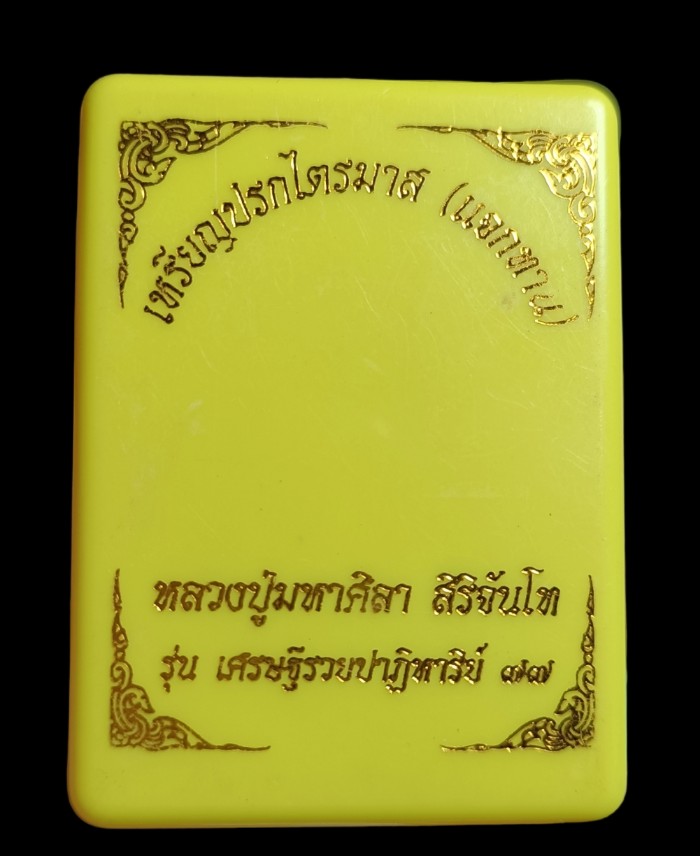 เหรียญปรกไตรมาส (แจกทาน)
หลวงปู่มหาศิลา สิริจันโท
รุ่น เศรษฐีรวยปาฏิหาริย์ ๗๗